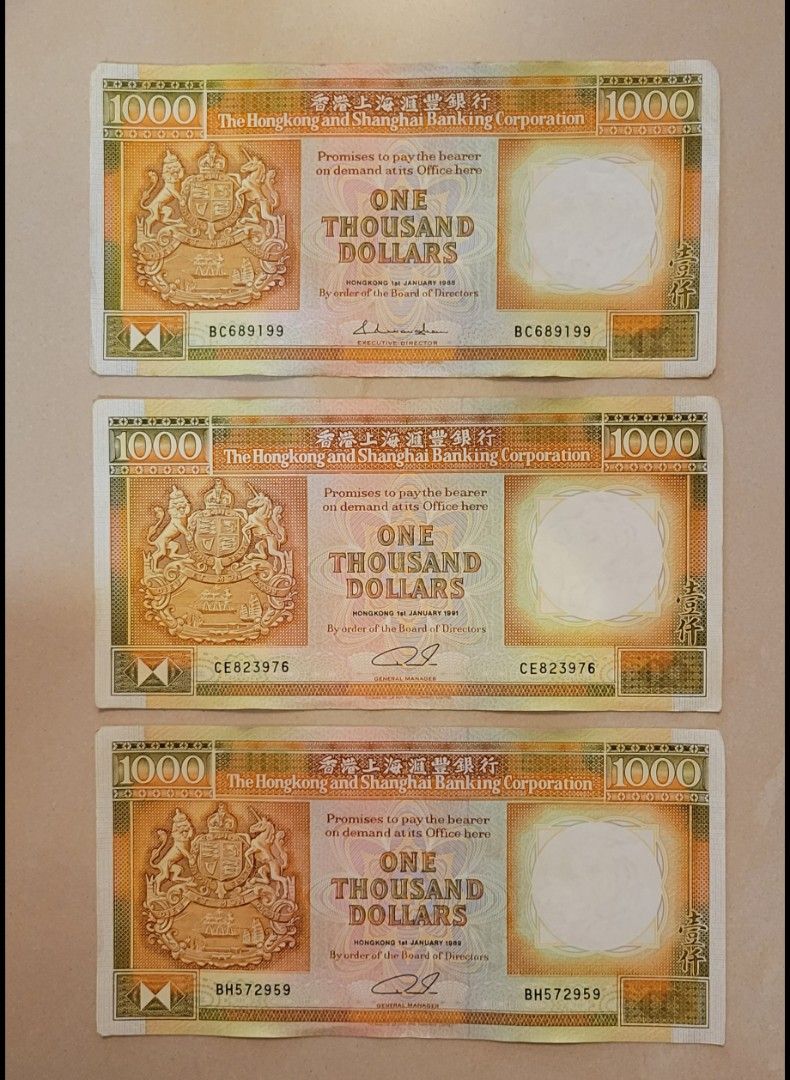 1000
香港上海滙豐銀行
1000
The Hongkong and Shanghai Banking Corporation
Promises to pay the bearer
on demand at its Office here
ONE
THOUSAND
DOLLARS
HONGKONG 1st JANUARY 1988
By order of the Board of Directors
壹仟
BC689199
BC689199
EXECUTIVE DIRECTOR
1000
香港上海滙豐銀行
1000
The Hongkong and Shanghai Banking Corporation
Promises to pay the bearer
on demand at its Office here
ONE
THOUSAND
DOLLARS
HONGKONG 1st JANUARY 1991
By order of the Board of Directors
壹仟
CE823976
CE823976
GENERAL MANAGER
1000
香港上海滙豐銀行
1000
The Hongkong and Shanghai Banking Corporation
Promises to pay the bearer
on demand at its Office here
ONE
THOUSAND
DOLLARS
HONGKONG 1st JANUARY 1989
By order of the Board of Directors
壹仟
BH572959
BH572959
GENERAL MANAGER